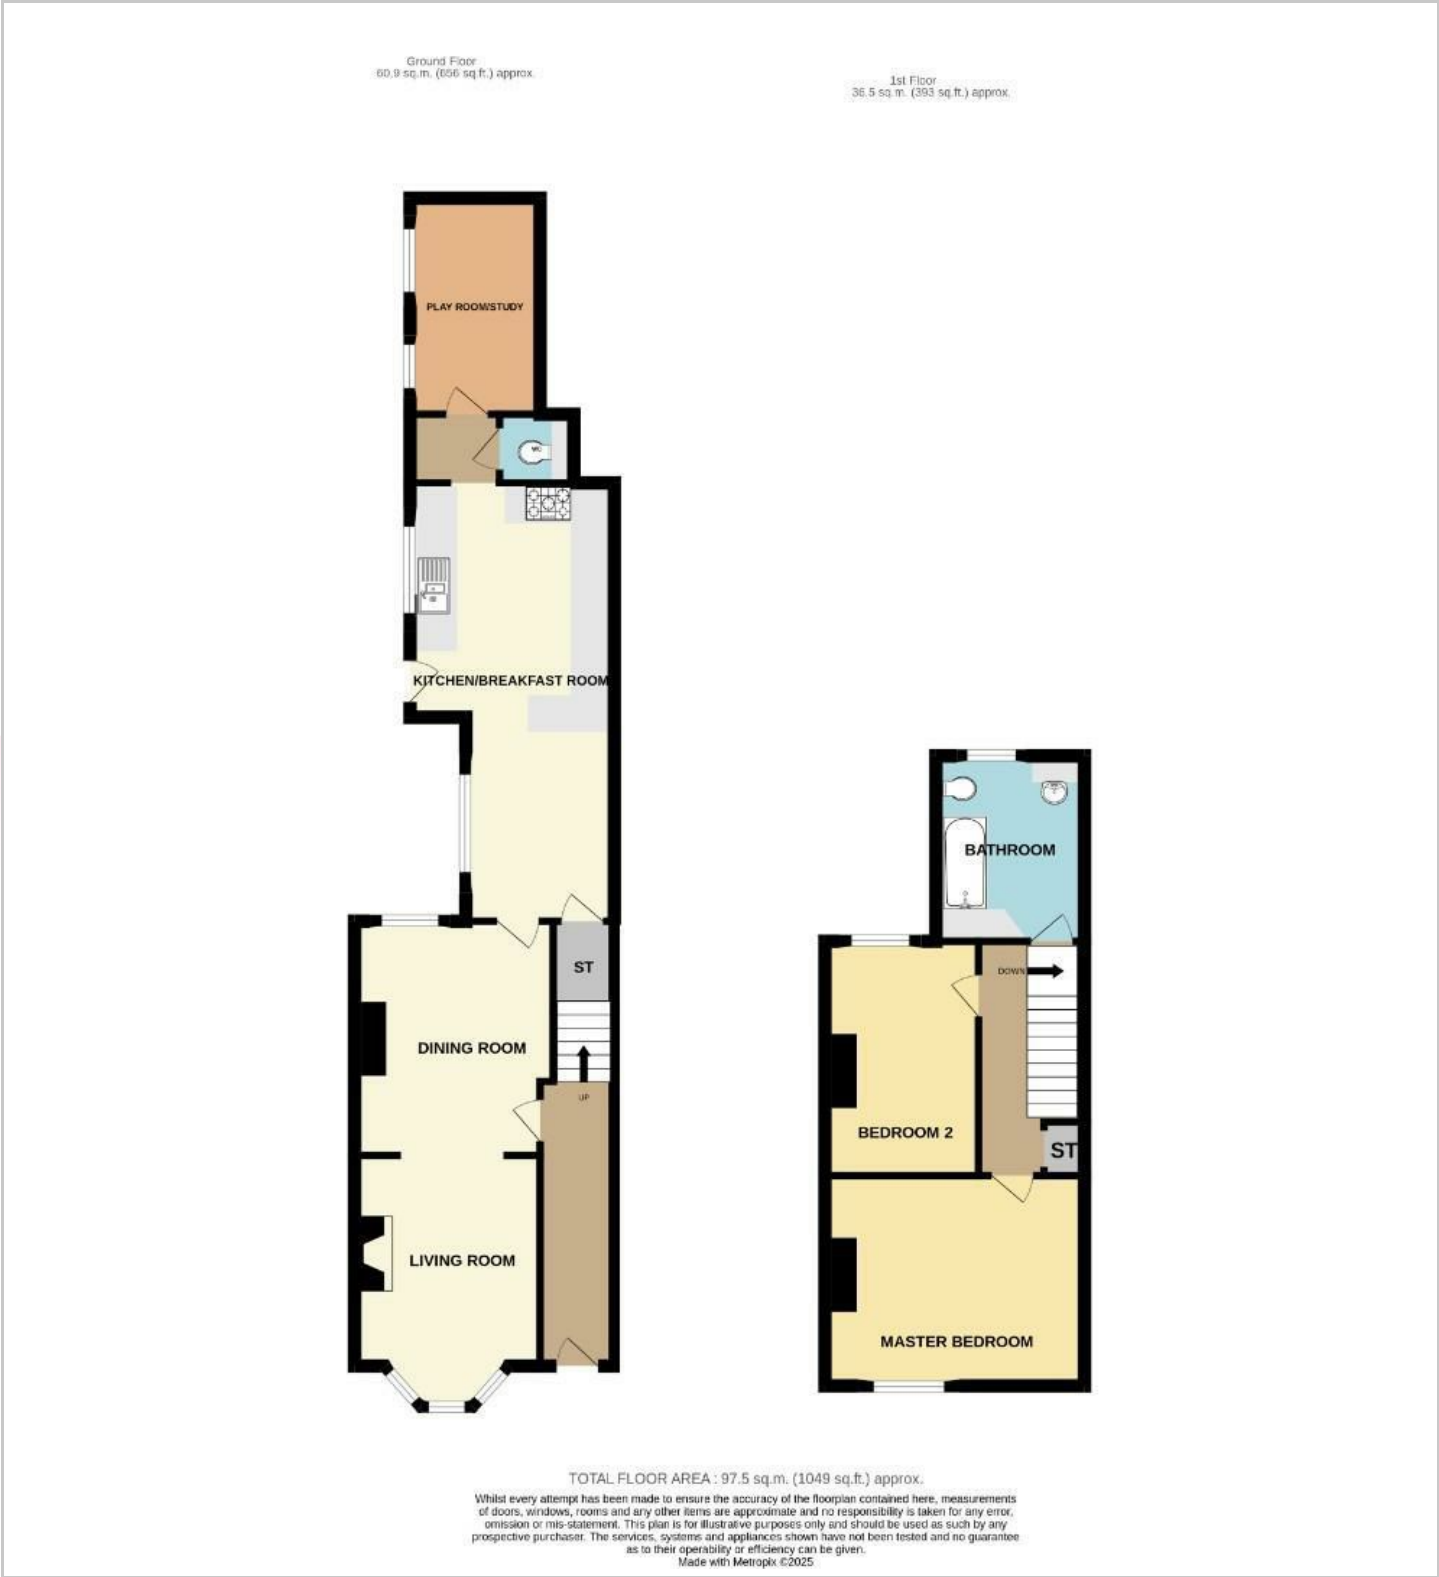 Ground Floor
60.9 sq.m. (656 sq.ft.) approx.
1st Floor
36.5 sq.m. (393 sq.ft.) approx.
PLAY ROOM/STUDY
WC
KITCHEN/BREAKFAST ROOM
ST
DINING ROOM
UP
LIVING ROOM
BATHROOM
DOWN
BEDROOM 2
ST
MASTER BEDROOM
TOTAL FLOOR AREA : 97.5 sq.m. (1049 sq.ft.) approx.
Whilst every attempt has been made to ensure the accuracy of the floorplan contained here, measurements
of doors, windows, rooms and any other items are approximate and no responsibility is taken for any error,
omission or mis-statement. This plan is for illustrative purposes only and should be used as such by any
prospective purchaser. The services, systems and appliances shown have not been tested and no guarantee
as to their operability or efficiency can be given.
Made with Metropix ©2025